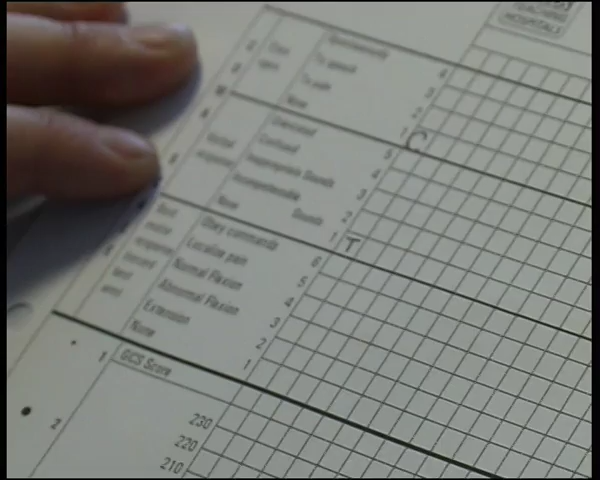 HOSPITALS
Spontaneously 4
To speech 3
To pain 2
None 1 C
Orientated 5
Confused 4
Inappropriate Sounds 3
Incomprehensible
Sounds 2
None 1 T
Obey commands 6
Localise pain 5
Normal Flexion 4
Abnormal Flexion 3
Extension 2
None 1
1 GCS Score
2 230
220
210